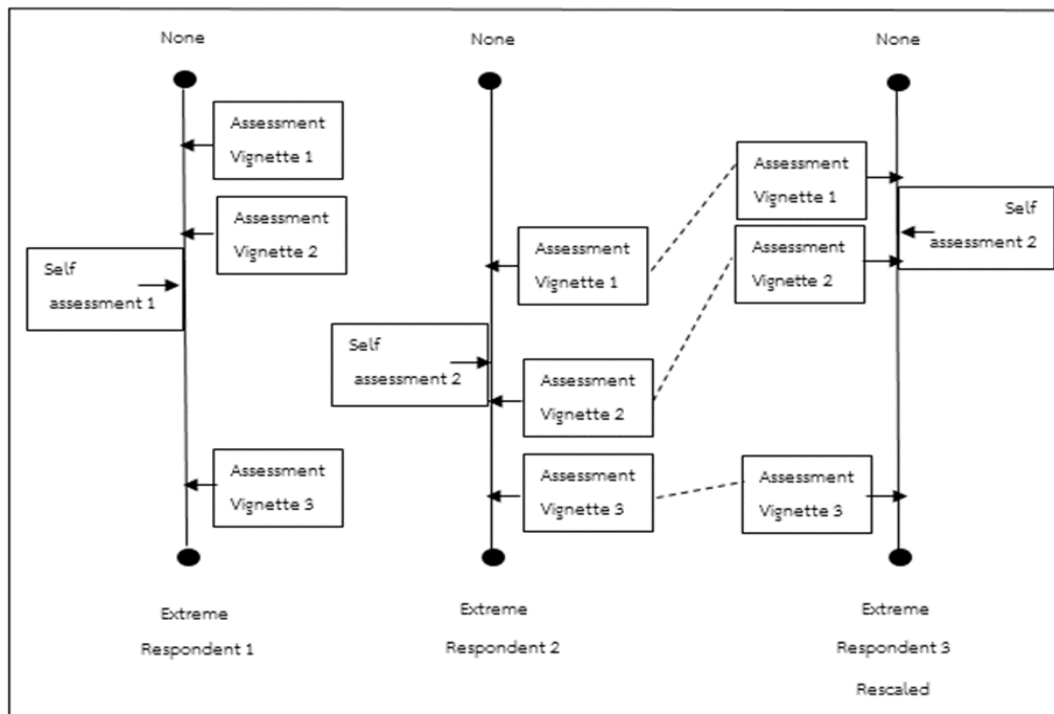 None
Assessment
Vignette 1
Assessment
Vignette 2
Self
assessment 1
Assessment
Vignette 3
Extreme
Respondent 1
None
Assessment
Vignette 1
Self
assessment 2
Assessment
Vignette 2
Assessment
Vignette 3
Extreme
Respondent 2
None
Assessment
Vignette 1
Self
assessment 2
Assessment
Vignette 2
Assessment
Vignette 3
Extreme
Respondent 3
Rescaled